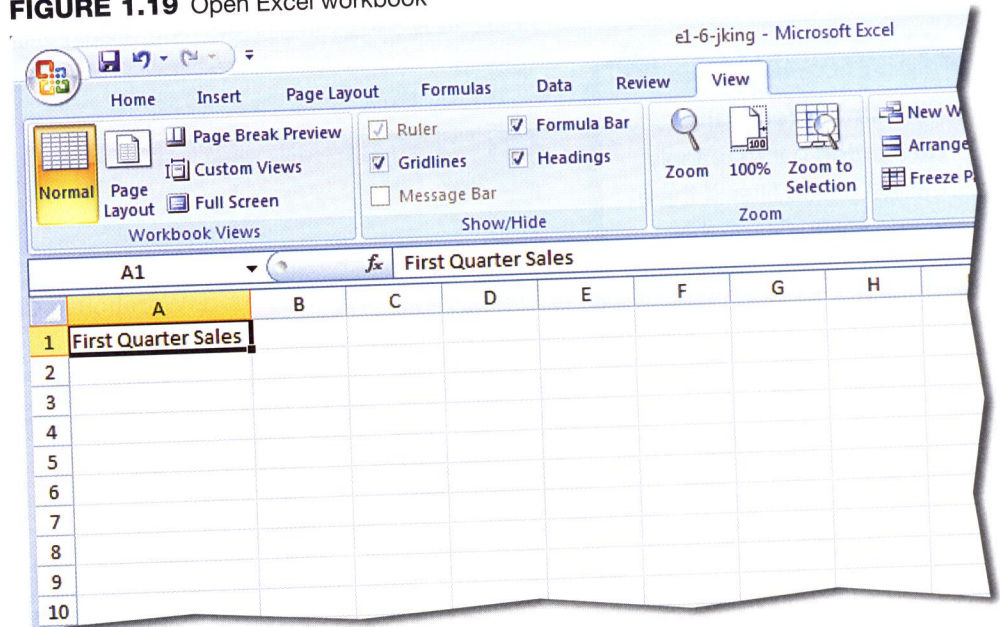 FIGURE 1.19 Open Excel workbook
e1-6-jking - Microsoft Excel
Home Insert Page Layout Formulas Data Review View
Normal
Page Layout
Page Break Preview
Custom Views
Full Screen
Workbook Views
Ruler
Gridlines
Message Bar
Formula Bar
Headings
Show/Hide
Zoom
100%
Zoom to Selection
Zoom
New W
Arrange
Freeze P
A1 fx First Quarter Sales
A B C D E F G H
1 First Quarter Sales
2
3
4
5
6
7
8
9
10